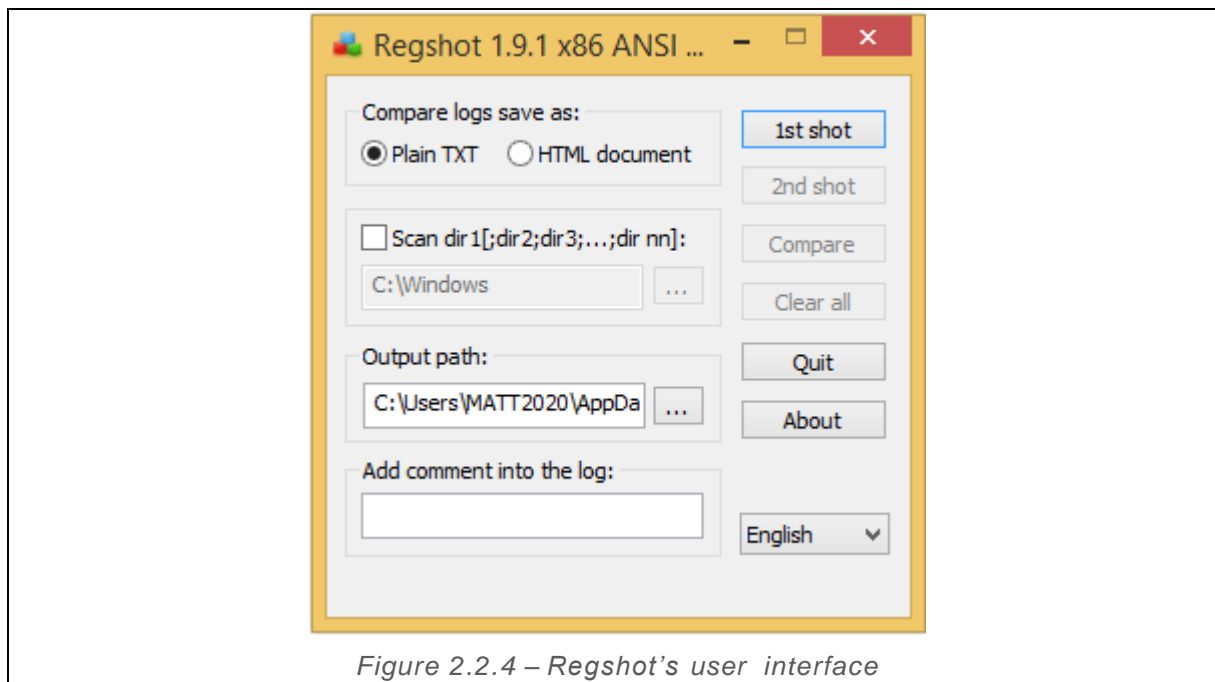 Regshot 1.9.1 x86 ANSI ...
Compare logs save as:
Plain TXT
HTML document
1st shot
2nd shot
Scan dir1[;dir2;dir3;...;dir nn]:
Compare
C:\Windows
...
Clear all
Output path:
Quit
C:\Users\MATT2020\AppDa
...
About
Add comment into the log:
English
Figure 2.2.4 – Regshot’s user interface